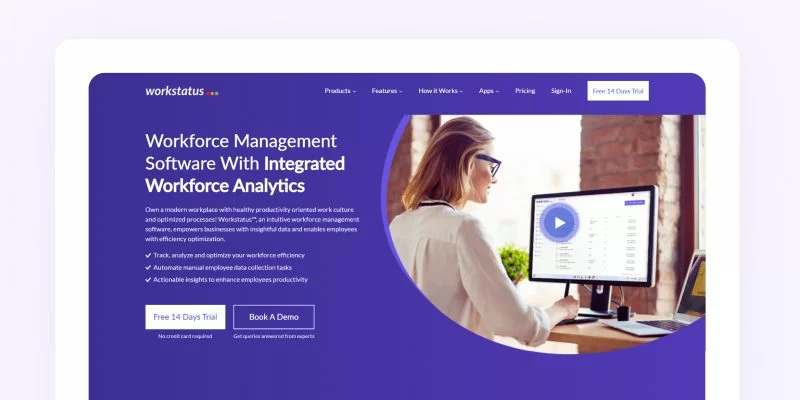 workstatus
Products
Features
How it Works
Apps
Pricing
Sign-In
Free 14 Days Trial
Workforce Management
Software With Integrated
Workforce Analytics
Own a modern workplace with healthy productivity oriented work culture
and optimized processes! Workstatus™, an intuitive workforce management
software, empowers businesses with insightful data and enables employees
with efficiency optimization.
Track, analyze and optimize your workforce efficiency
Automate manual employee data collection tasks
Actionable insights to enhance employees productivity
Free 14 Days Trial
Book A Demo
No credit card required
Get queries answered from experts